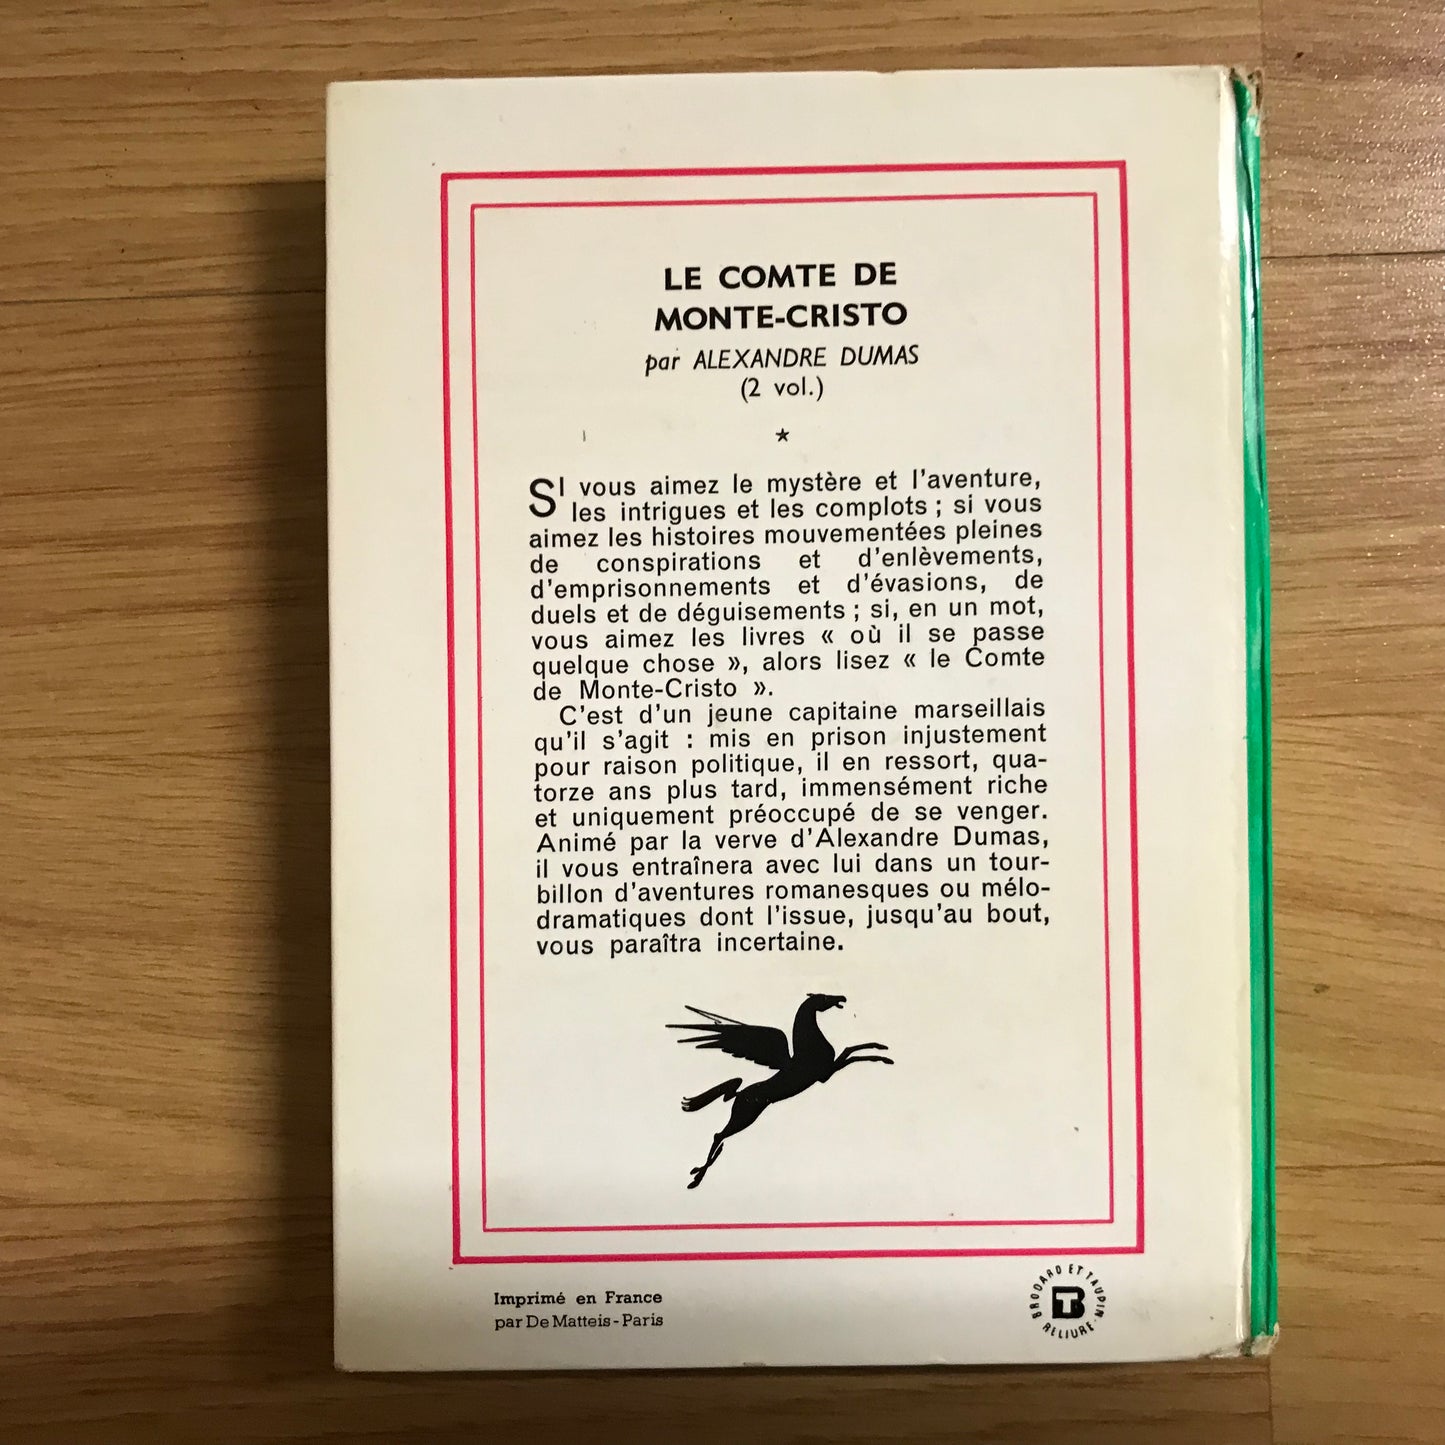 LE COMTE DE
MONTE-CRISTO
par ALEXANDRE DUMAS
(2 vol.)
★
SI vous aimez le mystère et l'aventure,
les intrigues et les complots ; si vous
aimez les histoires mouvementées pleines
de conspirations et d'enlèvements,
d'emprisonnements et d'évasions, de
duels et de déguisements ; si, en un mot,
vous aimez les livres « où il se passe
quelque chose », alors lisez « le Comte
de Monte-Cristo ».
C'est d'un jeune capitaine marseillais
qu'il s'agit : mis en prison injustement
pour raison politique, il en ressort, qua-
torze ans plus tard, immensément riche
et uniquement préoccupé de se venger.
Animé par la verve d'Alexandre Dumas,
il vous entraînera avec lui dans un tour-
billon d'aventures romanesques ou mélo-
dramatiques dont l'issue, jusqu'au bout,
vous paraîtra incertaine.
Imprimé en France
par De Matteis - Paris
BRODARD ET TAUPIN
RELIURE